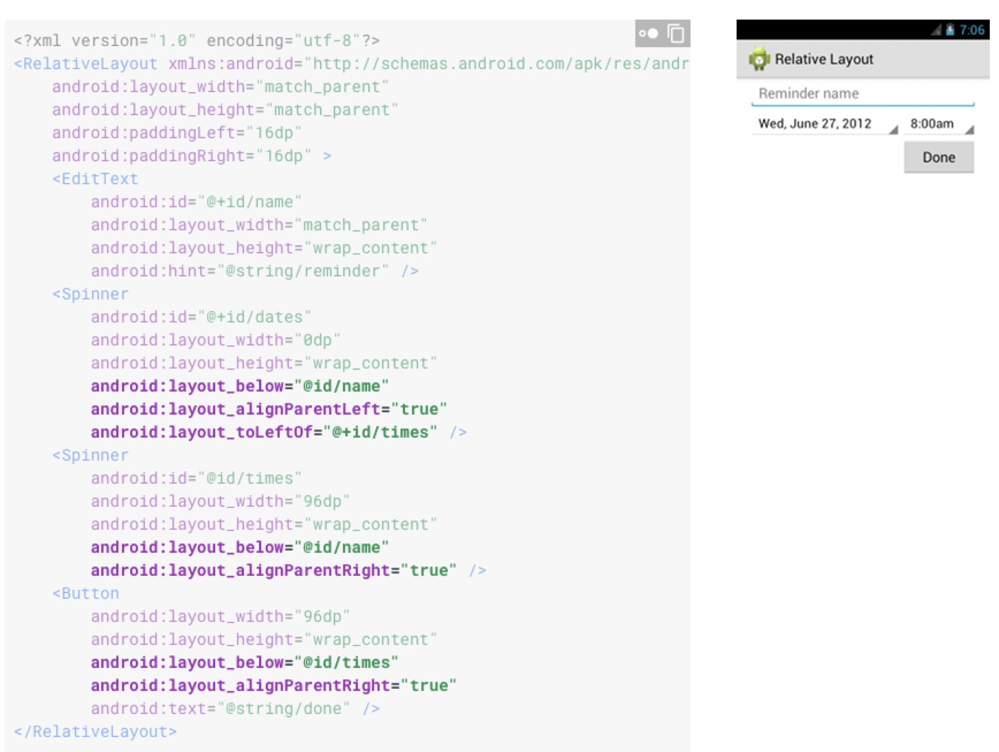 <?xml version="1.0" encoding="utf-8"?>
<RelativeLayout xmlns:android="http://schemas.android.com/apk/res/andr
    android:layout_width="match_parent"
    android:layout_height="match_parent"
    android:paddingLeft="16dp"
    android:paddingRight="16dp" >
    <EditText
        android:id="@+id/name"
        android:layout_width="match_parent"
        android:layout_height="wrap_content"
        android:hint="@string/reminder" />
    <Spinner
        android:id="@+id/dates"
        android:layout_width="0dp"
        android:layout_height="wrap_content"
        android:layout_below="@id/name"
        android:layout_alignParentLeft="true"
        android:layout_toLeftOf="@+id/times" />
    <Spinner
        android:id="@id/times"
        android:layout_width="96dp"
        android:layout_height="wrap_content"
        android:layout_below="@id/name"
        android:layout_alignParentRight="true" />
    <Button
        android:layout_width="96dp"
        android:layout_height="wrap_content"
        android:layout_below="@id/times"
        android:layout_alignParentRight="true"
        android:text="@string/done" />
</RelativeLayout>
7:06
Relative Layout
Reminder name
Wed, June 27, 2012 8:00am
Done